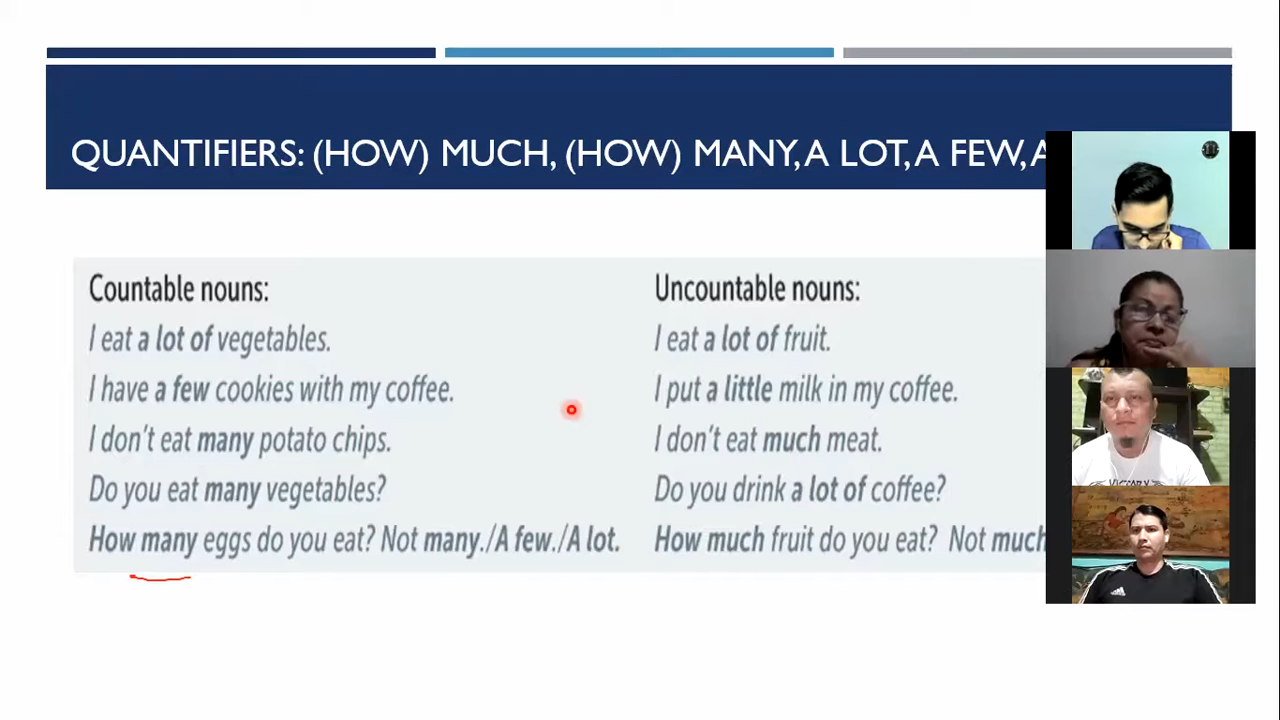 QUANTIFIERS: (HOW) MUCH, (HOW) MANY, A LOT, A FEW, A
Countable nouns:
I eat a lot of vegetables.
I have a few cookies with my coffee.
I don't eat many potato chips.
Do you eat many vegetables?
How many eggs do you eat? Not many./A few./A lot.
Uncountable nouns:
I eat a lot of fruit.
I put a little milk in my coffee.
I don't eat much meat.
Do you drink a lot of coffee?
How much fruit do you eat? Not much
VICTORY